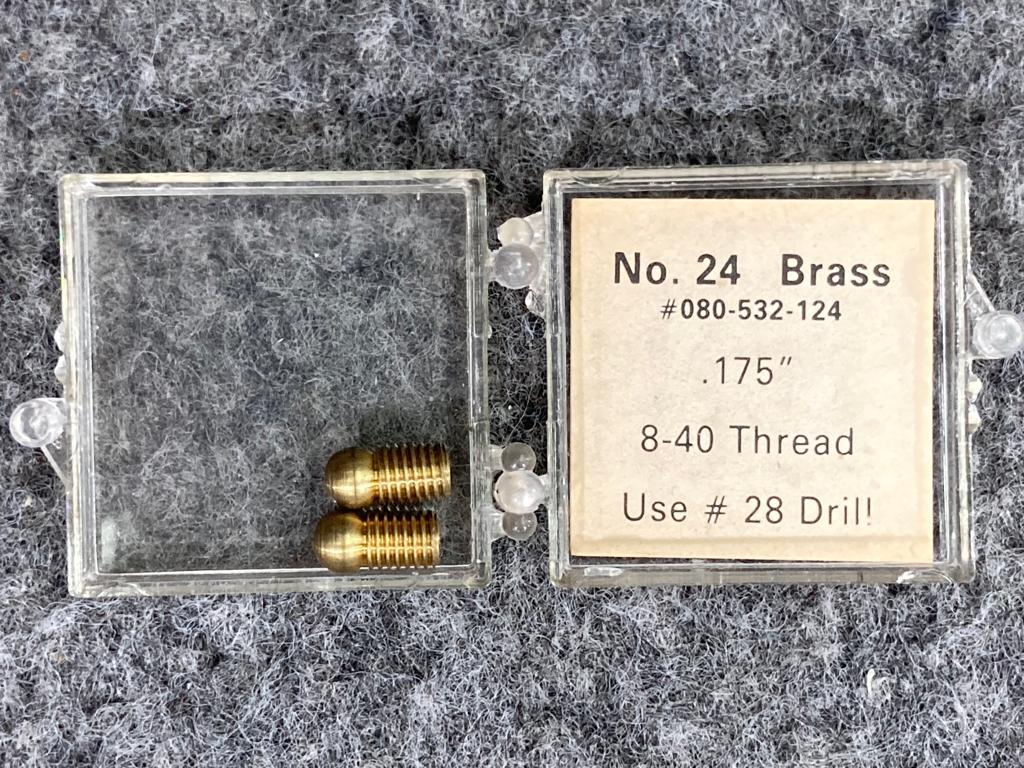 No. 24 Brass
#080-532-124
.175"
8-40 Thread
Use # 28 Drill!